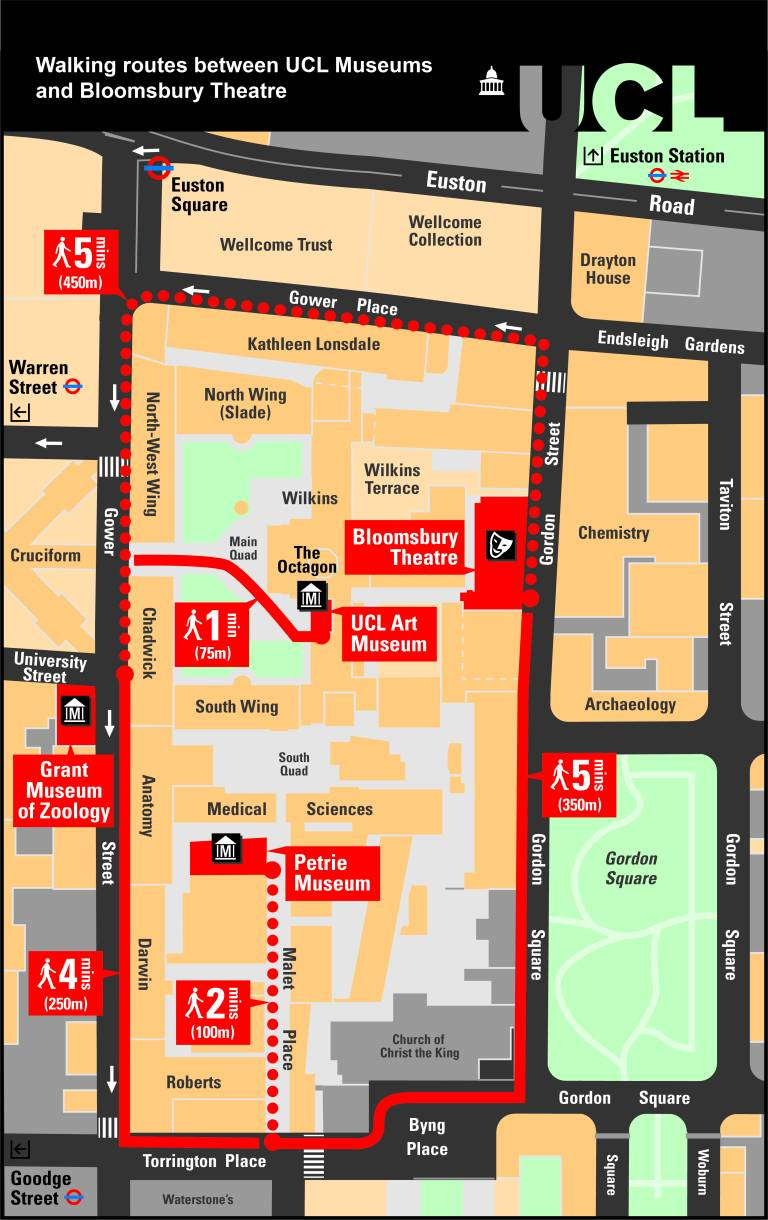 Walking routes between UCL Museums
and Bloomsbury Theatre
UCL
Euston Station
Euston
Square
Euston
Road
Wellcome Trust
Wellcome
Collection
Drayton
House
5 mins
(450m)
Gower Place
Endsleigh Gardens
Kathleen Lonsdale
Warren
Street
North Wing
(Slade)
North-West Wing
Street
Gordon
Taviton
Street
Wilkins
Terrace
Wilkins
Gower
Main
Quad
Bloomsbury
Theatre
Chemistry
Cruciform
The
Octagon
M
1 min
(75m)
UCL Art
Museum
Chadwick
University
Street
M
South Wing
Archaeology
Grant
Museum
of Zoology
South
Quad
5 mins
(350m)
Anatomy
Medical Sciences
Street
M
Petrie
Museum
Gordon
Square
Gordon
Square
Gordon
Square
4 mins
(250m)
Darwin
2 mins
(100m)
Malet
Place
Church of
Christ the King
Roberts
Gordon Square
Byng
Place
Torrington Place
Square
Woburn
Goodge
Street
Waterstone's